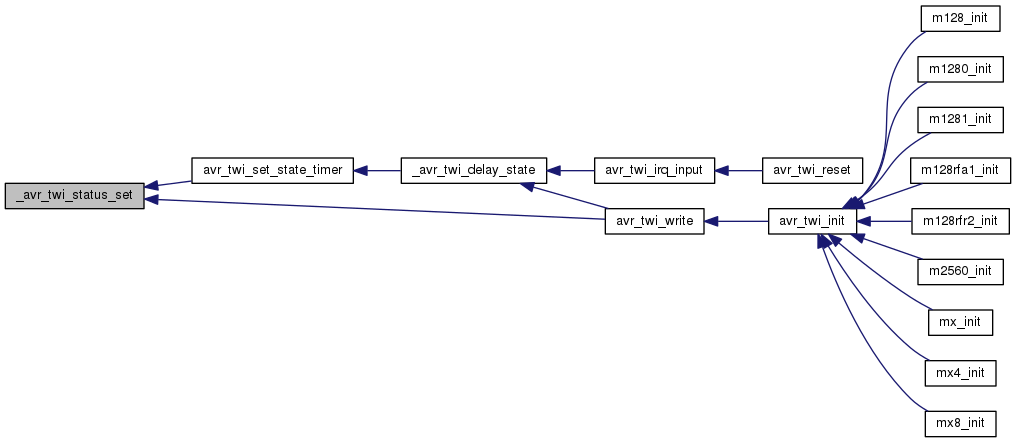 _avr_twi_status_set
avr_twi_set_state_timer
_avr_twi_delay_state
avr_twi_irq_input
avr_twi_reset
avr_twi_write
avr_twi_init
m128_init
m1280_init
m1281_init
m128rfa1_init
m128rfr2_init
m2560_init
mx_init
mx4_init
mx8_init